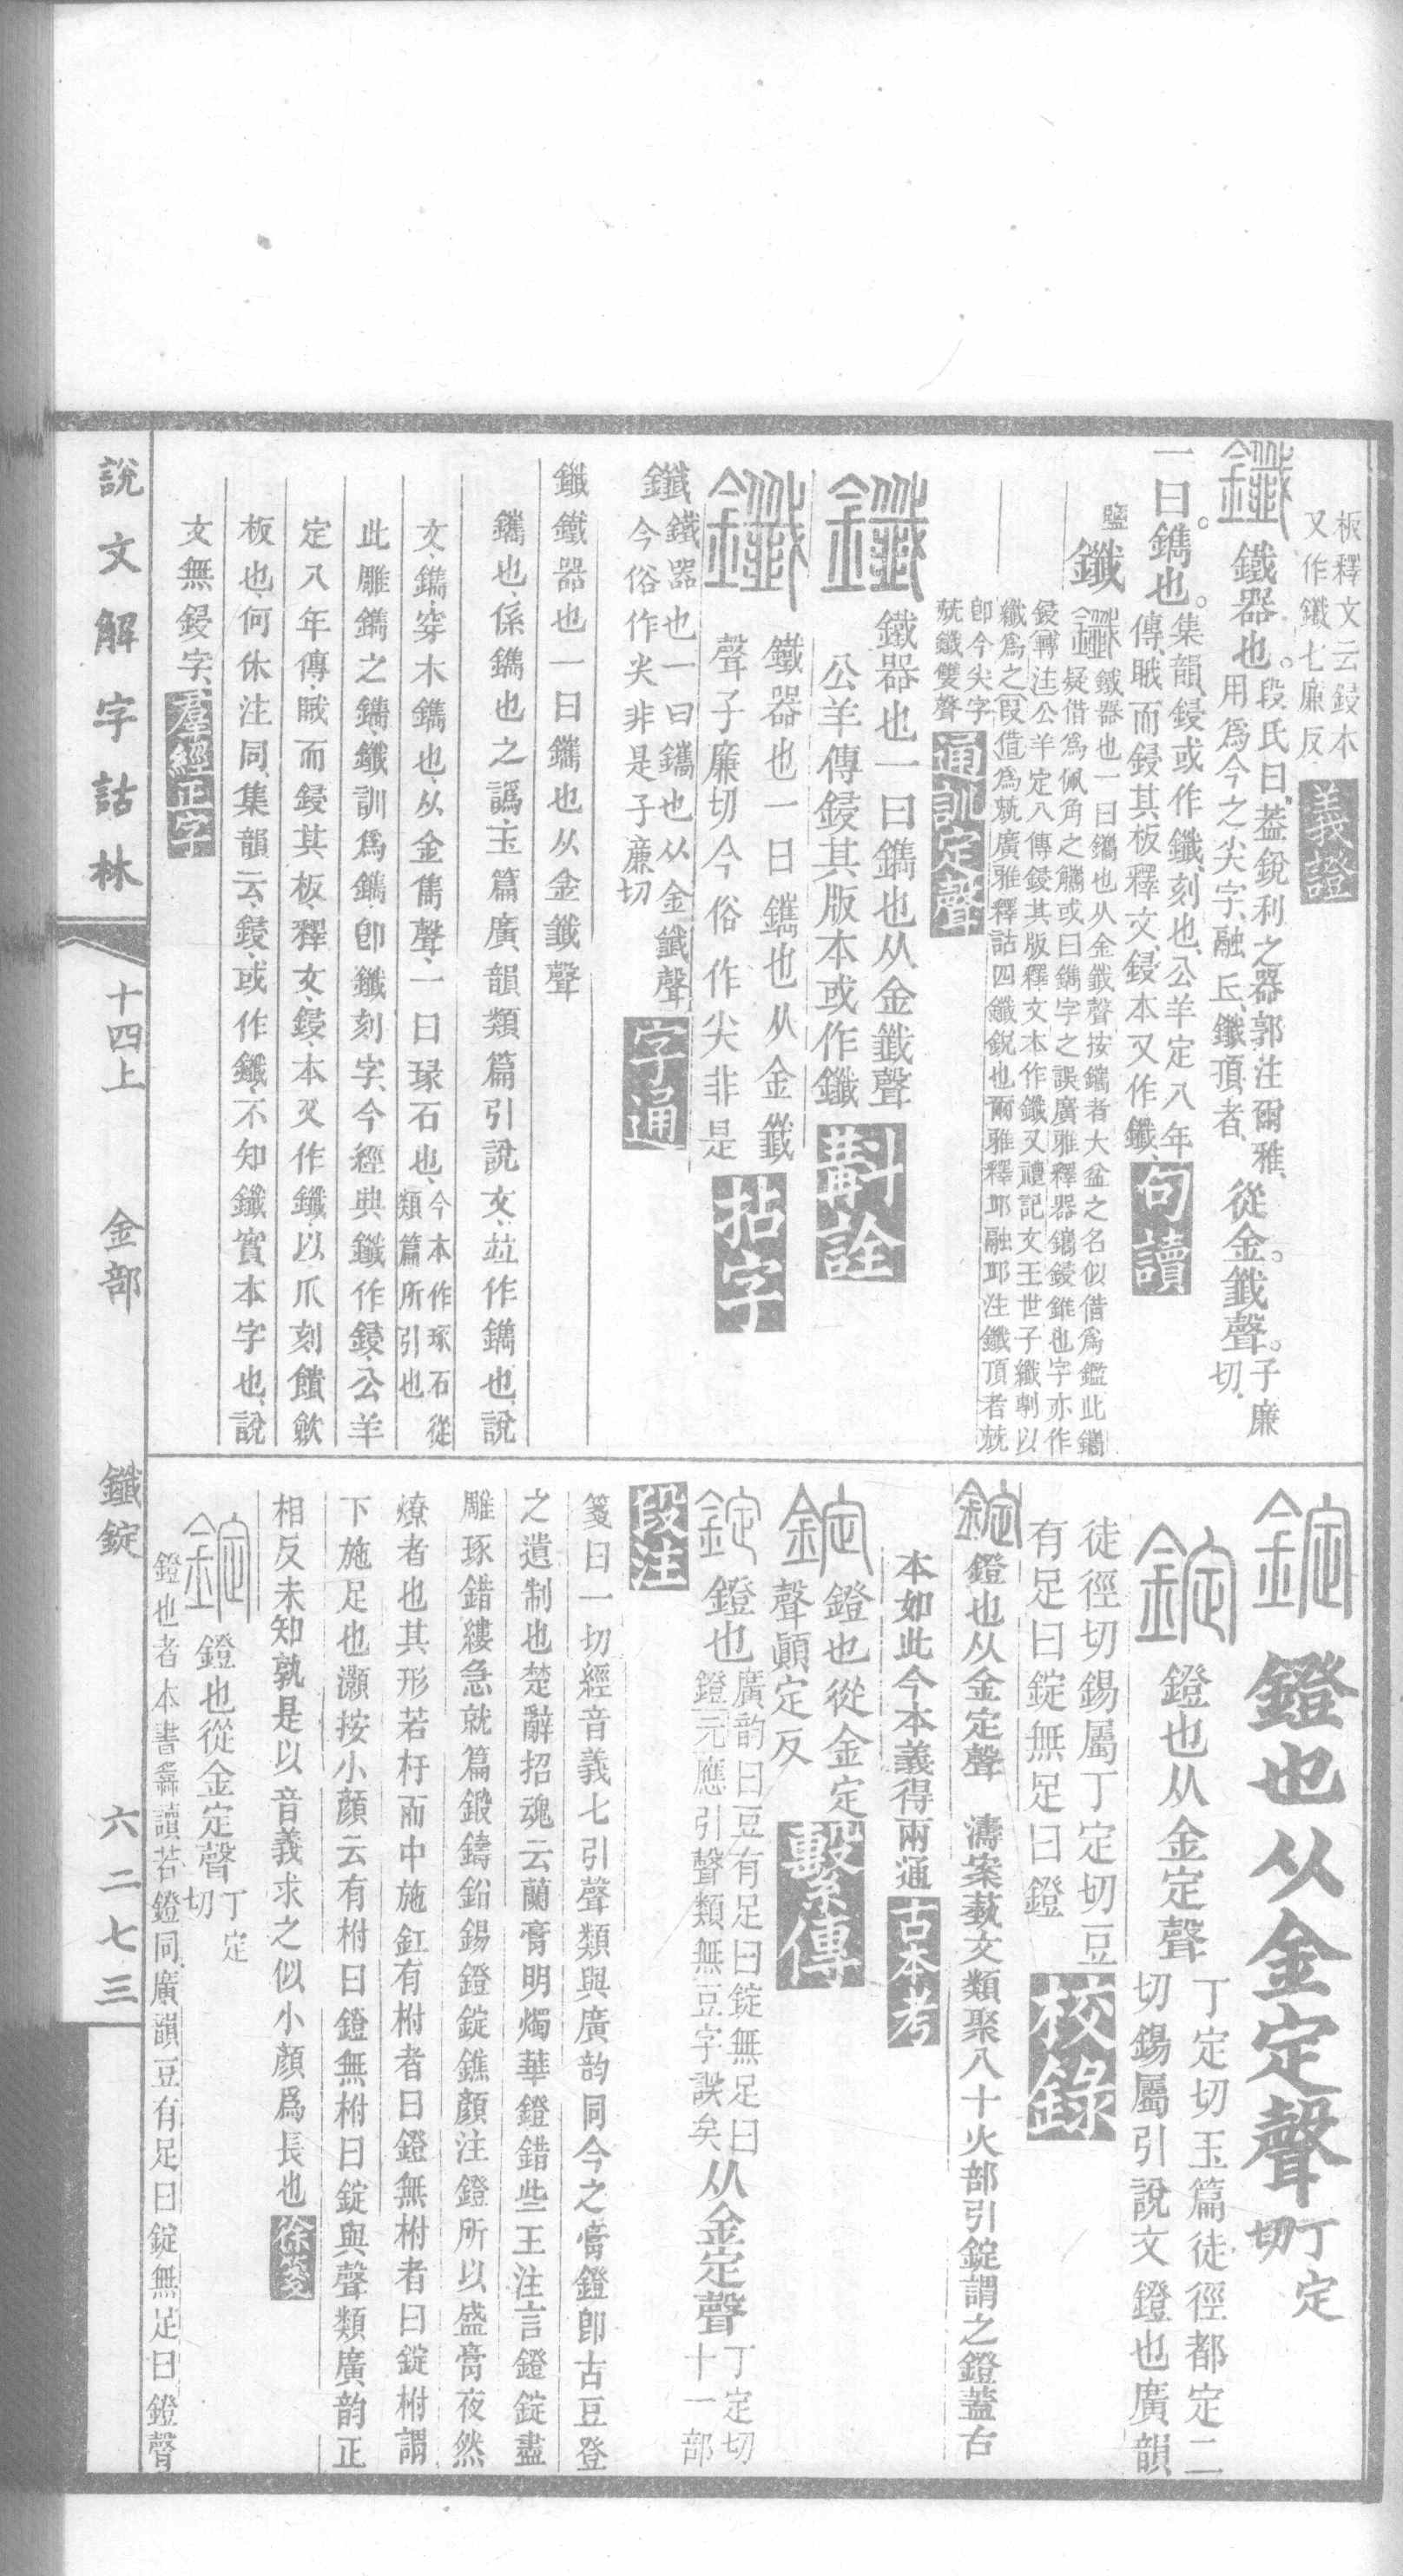 板釋文云鋟本
又作鑯七廉反
義證
鑯
鐵器也。
段氏曰、葢銳利之器郭注爾雅、
用爲今之尖字、融丘、鑯頂者、
從金。韱聲。
子廉
切、
一曰。鐫也。
集韻、鋟或作鑯、刻也、公羊定八年
傳、睋而鋟其板釋文、鋟本又作鑯、
句讀
鹽
鑯
鐵器也一曰鑴也从金韱聲按鑴者大盆之名似借爲鑑此鑴
疑借爲佩角之觿或曰鐫字之誤廣雅釋器鐫鋟錐也字亦作
鋟轉注公羊定八傳鋟其版釋文本作鑯又禮記文王世子纖剸以
纖爲之叚借爲兟廣雅釋詁四鑯銳也爾雅釋邱融邱注鑯頂者兟
卽今尖字
兟鐵雙聲
通訓定聲
鑯
鐵器也一曰鐫也从金韱聲
公羊傳鋟其版本或作鑯
斠詮
鑯
鐵器也一曰鑴也从金韱
聲子廉切今俗作尖非是
拈字
鑯
鐵器也一曰鑴也从金韱聲
今俗作尖非是子廉切
字通
鑯鐵器也一曰鑴也从金韱聲
鑴也、係鐫也之譌、玉篇廣韻類篇引說文、竝作鐫也、說
文、鐫、穿木鐫也、从金雋聲、一曰瑑石也、
今本作琢石從
類篇所引也
此雕鐫之鐫、鑯訓爲鐫卽鑯刻字、今經典、鑯作鋟、公羊
定八年傳、睋而鋟其板、釋文、鋟、本又作鑯、以爪刻饋歛
板也、何休注同、集韻云、鋟、或作鑯、不知鑯實本字也、說
文無鋟字、
羣經正字
錠
鐙也从金定聲
丁定
切
錠
鐙也从金定聲
丁定切玉篇徒徑都定二
切錫屬引說文鐙也廣韻
徒徑切錫屬丁定切豆
有足曰錠無足曰鐙
校錄
錠
鐙也从金定聲
濤案藝文類聚八十火部引錠謂之鐙蓋古
本如此今本義得兩通
古本考
錠
鐙也從金定
聲顚定反
繫傳
錠
鐙也
廣韵曰豆有足曰錠無足曰
鐙元應引聲類無豆字誤矣
从金定聲
丁定切
十一部
段注
箋曰一切經音義七引聲類與廣韵同今之膏鐙卽古豆登
之遺制也楚辭招魂云蘭膏明燭華鐙錯些王注言鐙錠盡
雕琢錯縷急就篇鍛鑄鉛錫鐙錠鐎顏注鐙所以盛膏夜然
燎者也其形若杅而中施釭有柎者曰鐙無柎者曰錠柎謂
下施足也灝按小顏云有柎曰鐙無柎曰錠與聲類廣韵正
相反未知孰是以音義求之似小顏爲長也
徐箋
錠
鐙也從金定聲
丁定
切
鐙也者本書䉶讀若鐙同廣韻豆有足曰錠無足曰鐙聲
說文解字詁林
十四上
金部
鑯錠
六二七三